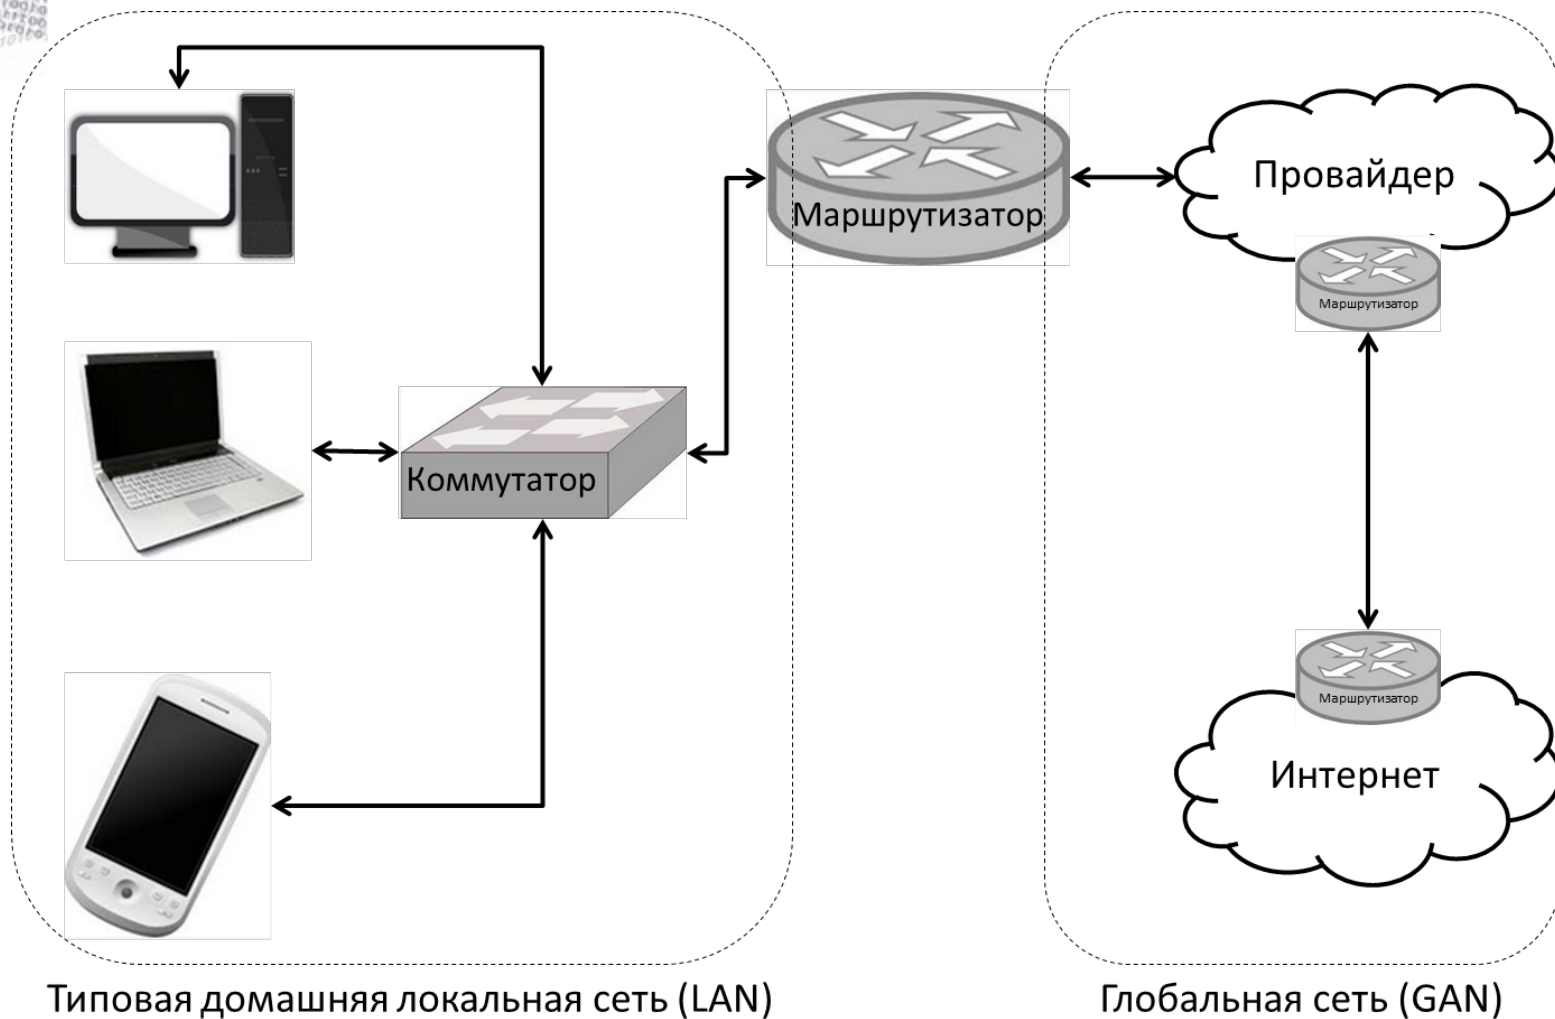 Провайдер
Маршрутизатор
Маршрутизатор
Коммутатор
Маршрутизатор
Интернет
Типовая домашняя локальная сеть (LAN)
Глобальная сеть (GAN)